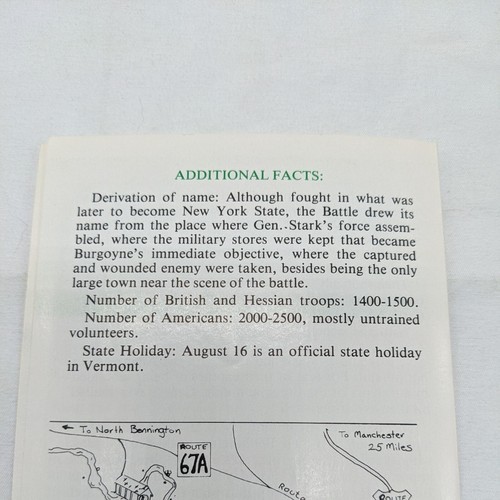 ADDITIONAL FACTS:
Derivation of name: Although fought in what was
later to become New York State, the Battle drew its
name from the place where Gen. Stark's force assem-
bled, where the military stores were kept that became
Burgoyne's immediate objective, where the captured
and wounded enemy were taken, besides being the only
large town near the scene of the battle.
Number of British and Hessian troops: 1400-1500.
Number of Americans: 2000-2500, mostly untrained
volunteers.
State Holiday: August 16 is an official state holiday
in Vermont.
← To North Bennington
To Manchester
25 Miles
ROUTE
67A
Route
ROUTE